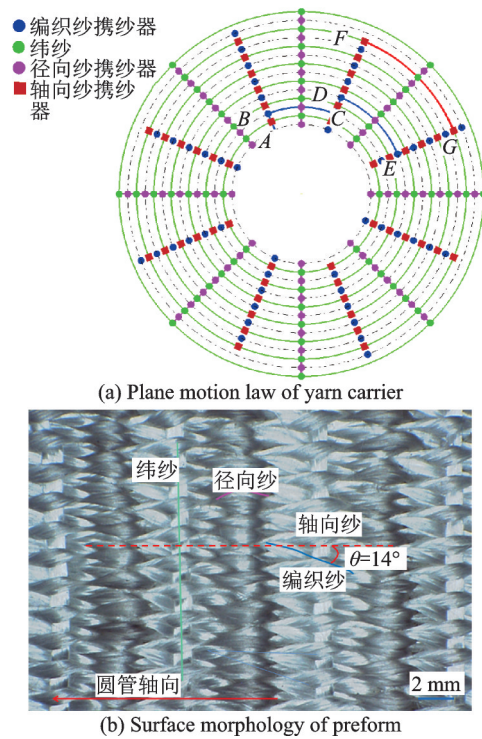 编织纱携纱器
纬纱
径向纱携纱器
轴向纱携纱
器
F
D
B
C
A
E
G
(a) Plane motion law of yarn carrier
纬纱
径向纱
轴向纱
θ=14°
编织纱
圆管轴向
2 mm
(b) Surface morphology of preform